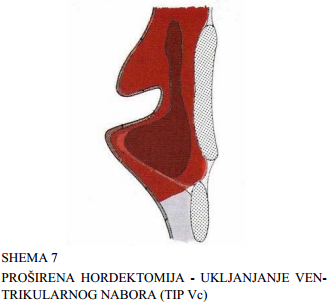 SHEMA 7
PROŠIRENA HORDEKTOMIJA - UKLJANJANJE VEN-
TRIKULARNOG NABORA (TIP Vc)